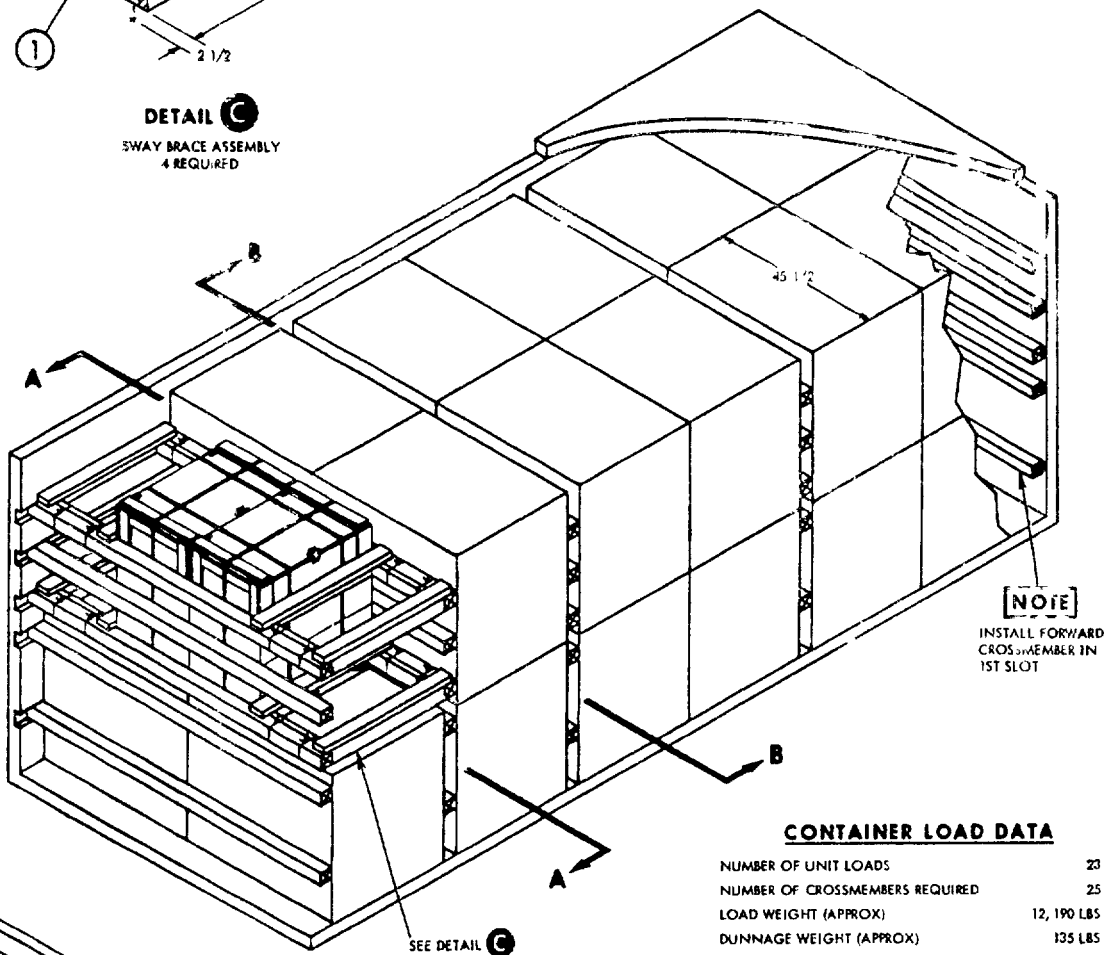 1
2 1/2
DETAIL C
SWAY BRACE ASSEMBLY
4 REQUIRED
B
A
45 1/2
[NOTE]
INSTALL FORWARD
CROSSMEMBER IN
1ST SLOT
B
A
SEE DETAIL C
CONTAINER LOAD DATA
NUMBER OF UNIT LOADS 23
NUMBER OF CROSSMEMBERS REQUIRED 25
LOAD WEIGHT (APPROX) 12,190 LBS
DUNNAGE WEIGHT (APPROX) 135 LBS